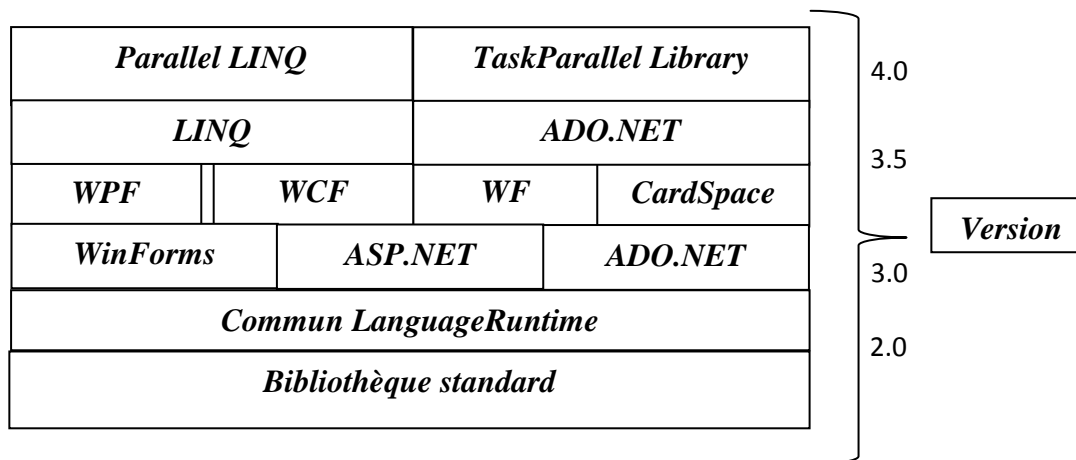 Parallel LINQ
TaskParallel Library
4.0
LINQ
ADO.NET
3.5
WPF
WCF
WF
CardSpace
Version
WinForms
ASP.NET
ADO.NET
3.0
Commun LanguageRuntime
2.0
Bibliothèque standard